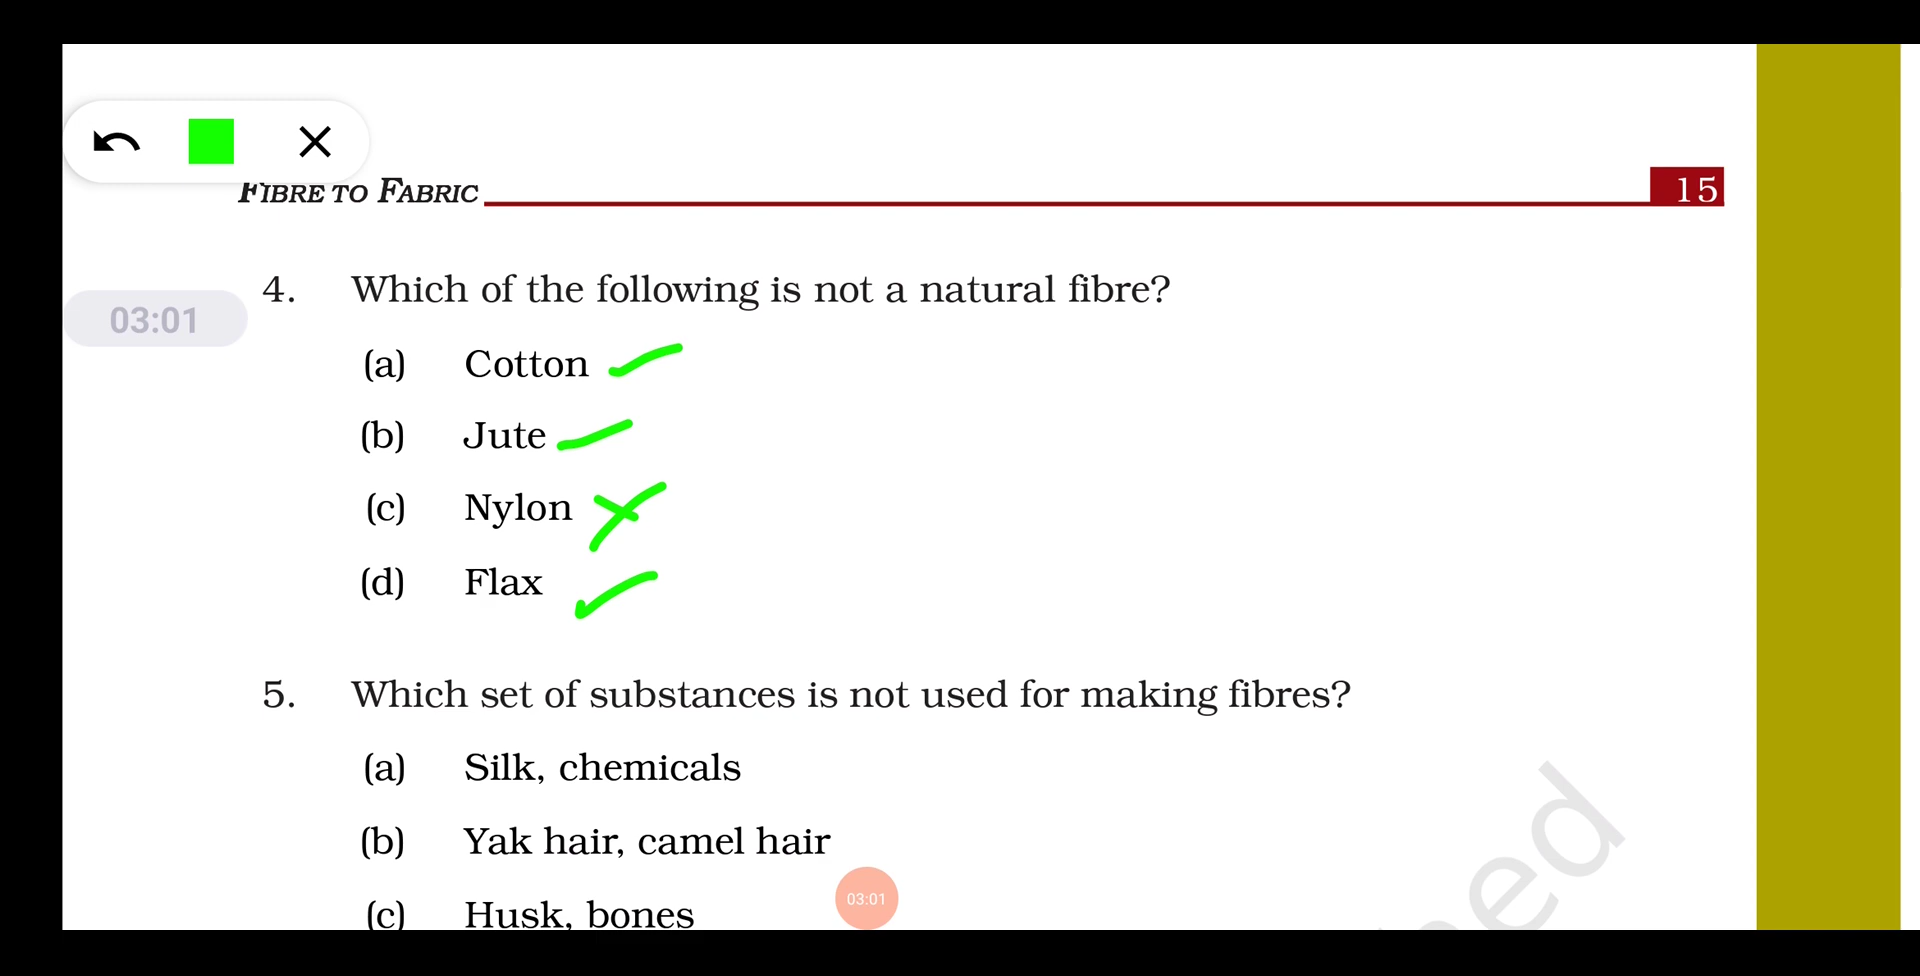 FIBRE TO FABRIC 15
03:01
4. Which of the following is not a natural fibre?
(a) Cotton
(b) Jute
(c) Nylon
(d) Flax
5. Which set of substances is not used for making fibres?
(a) Silk, chemicals
(b) Yak hair, camel hair
(c) Husk, bones
03:01